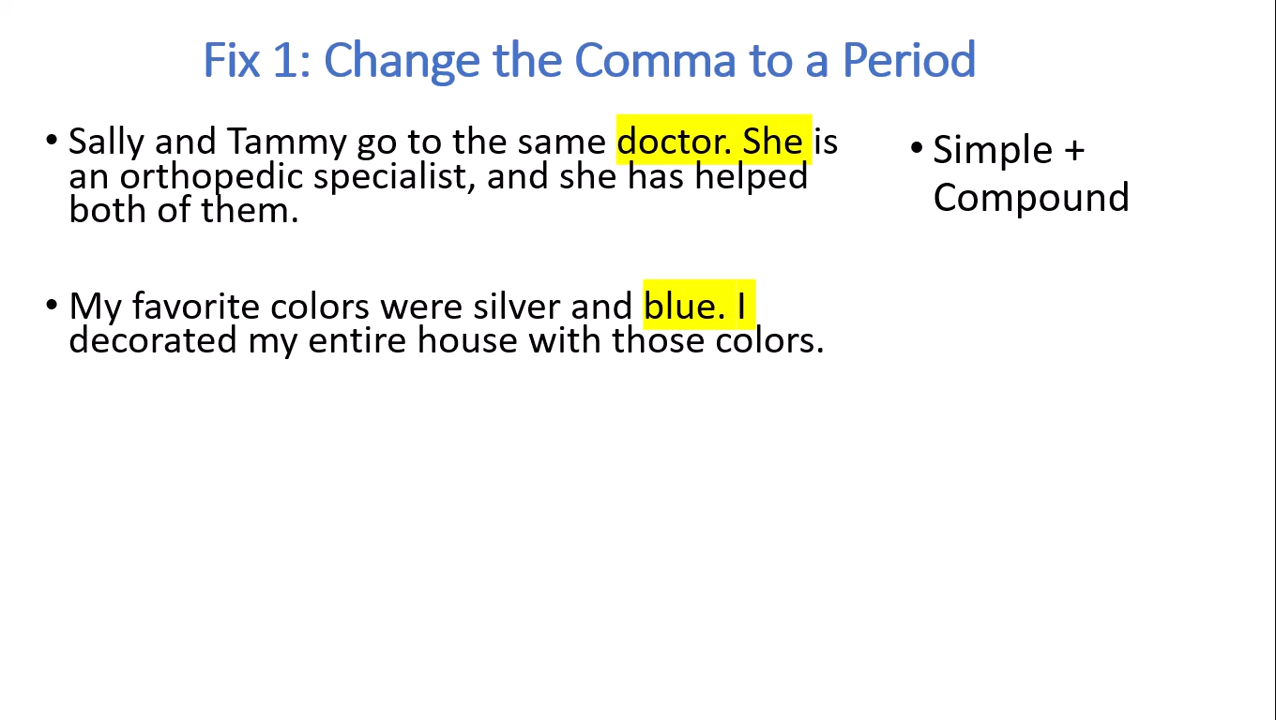 Fix 1: Change the Comma to a Period
• Sally and Tammy go to the same doctor. She is
an orthopedic specialist, and she has helped
both of them.
• My favorite colors were silver and blue. I
decorated my entire house with those colors.
• Simple +
Compound